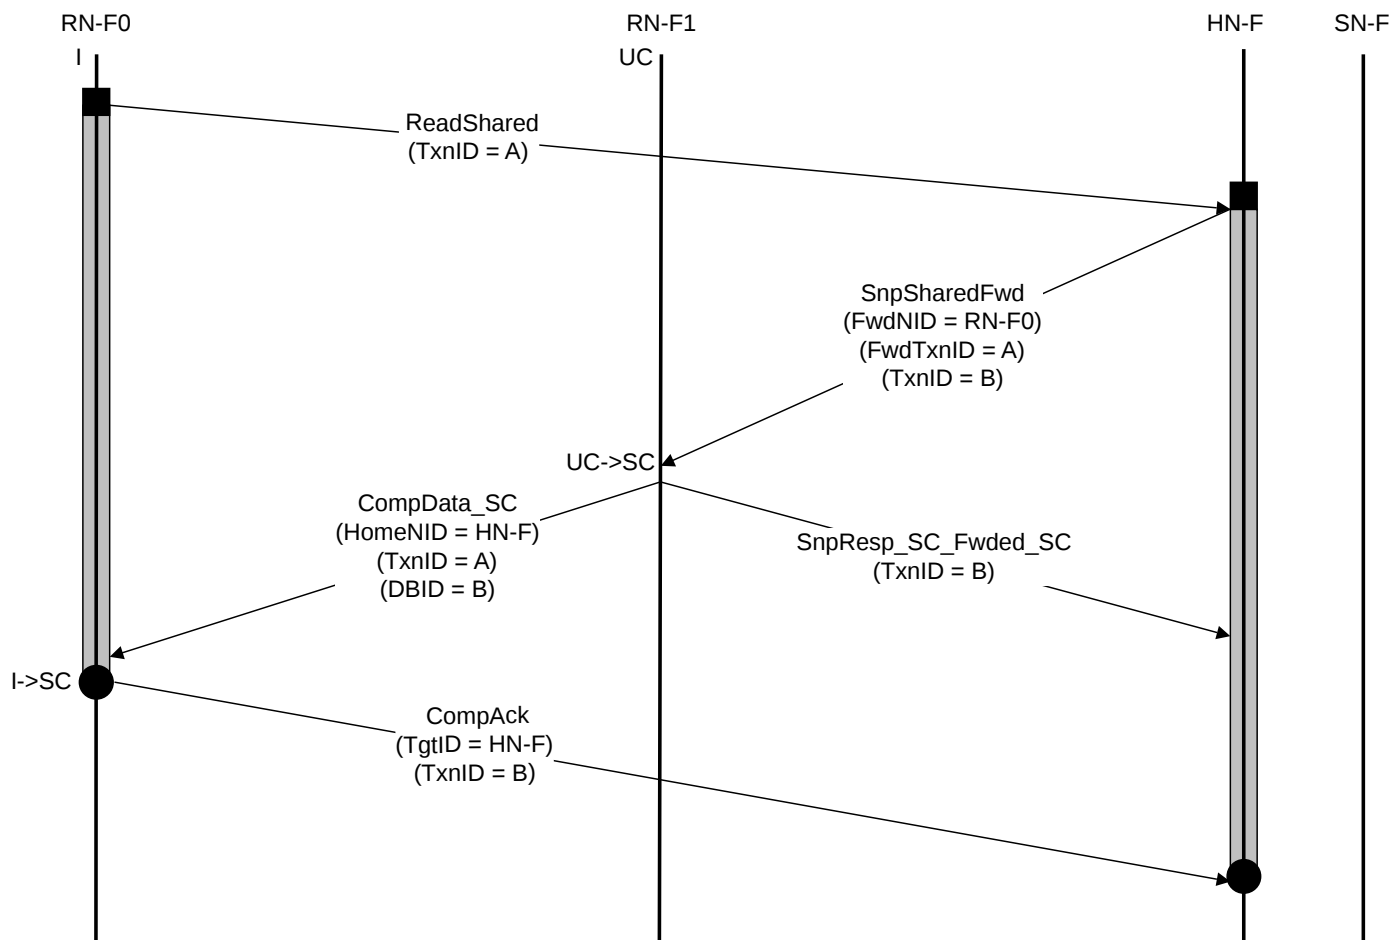 RN-F0
RN-F1
HN-F
SN-F
I
UC
ReadShared
(TxnID = A)
SnpSharedFwd
(FwdNID = RN-F0)
(FwdTxnID = A)
(TxnID = B)
UC->SC
CompData_SC
(HomeNID = HN-F)
(TxnID = A)
(DBID = B)
SnpResp_SC_Fwded_SC
(TxnID = B)
I->SC
CompAck
(TgtID = HN-F)
(TxnID = B)